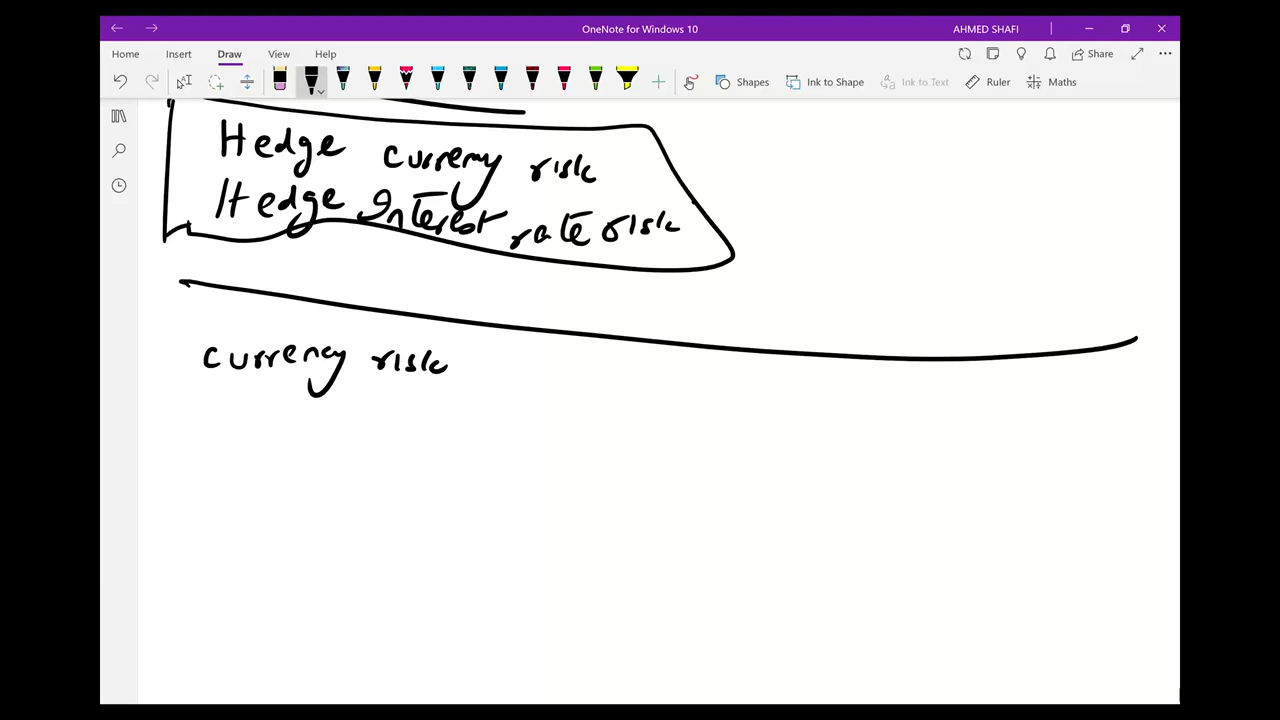 OneNote for Windows 10
AHMED SHAFI
Home Insert Draw View Help
Share
Shapes Ink to Shape Ink to Text Ruler Maths
Hedge currency risk
Hedge Interest rate risk
currency risk